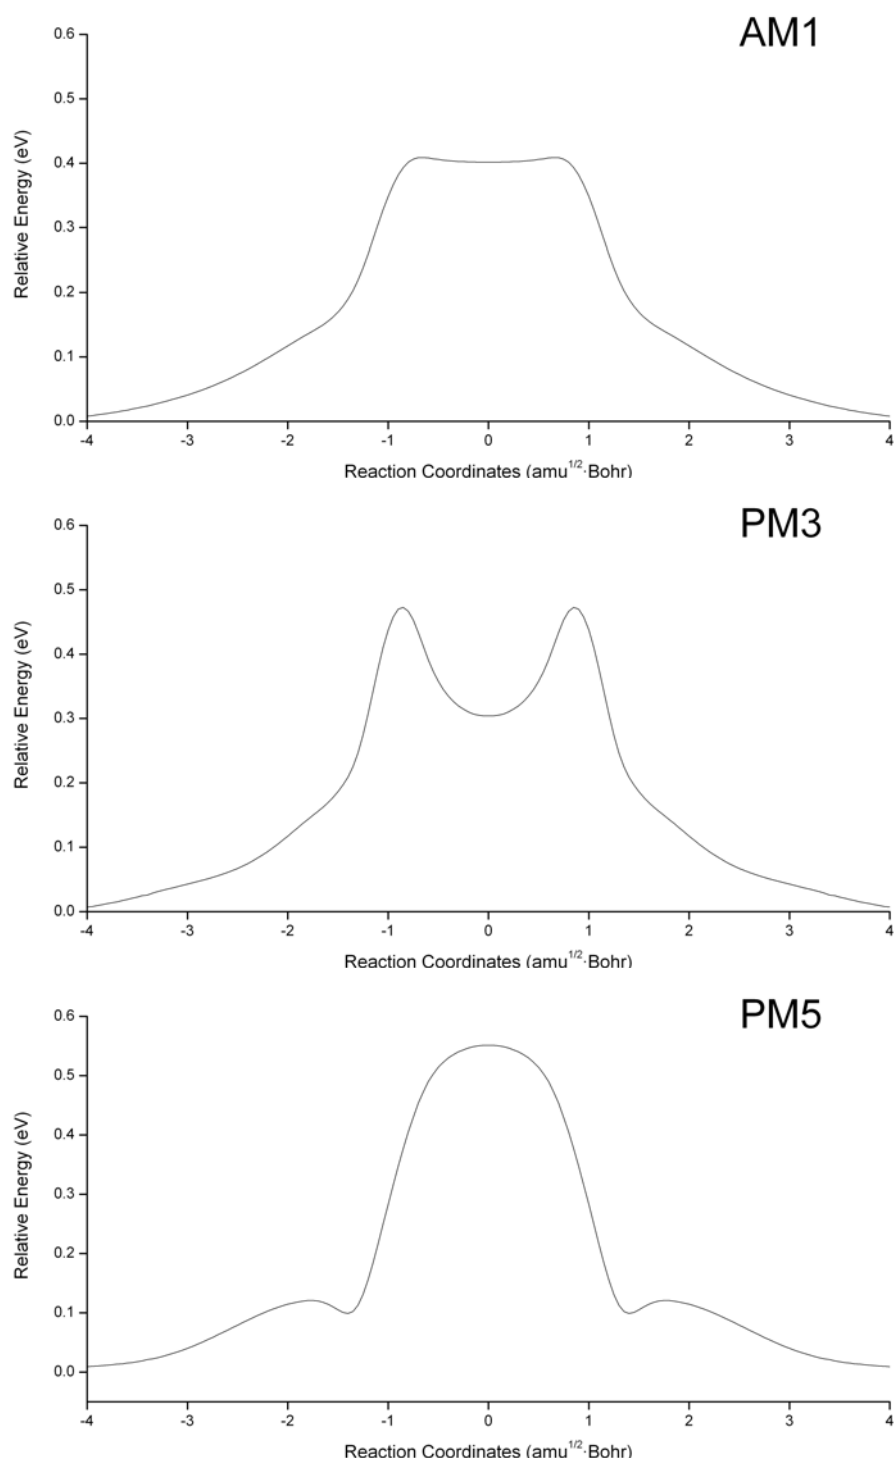 AM1
0.6
0.5
0.4
0.3
0.2
0.1
0.0
Relative Energy (eV)
-4 -3 -2 -1 0 1 2 3 4
Reaction Coordinates (amu^1/2·Bohr)
PM3
0.6
0.5
0.4
0.3
0.2
0.1
0.0
Relative Energy (eV)
-4 -3 -2 -1 0 1 2 3 4
Reaction Coordinates (amu^1/2·Bohr)
PM5
0.6
0.5
0.4
0.3
0.2
0.1
0.0
Relative Energy (eV)
-4 -3 -2 -1 0 1 2 3 4
Reaction Coordinates (amu^1/2·Bohr)